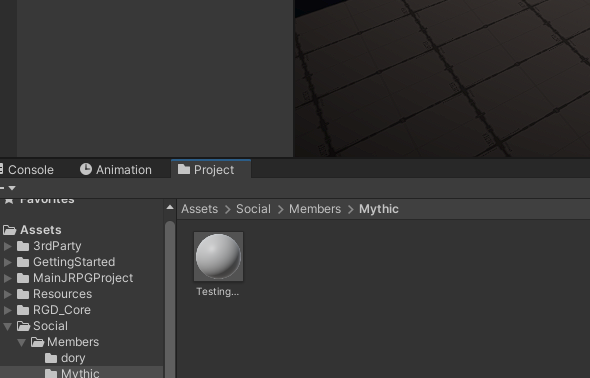 Console
Animation
Project
Favorites
Assets > Social > Members > Mythic
Assets
3rdParty
GettingStarted
MainJRPGProject
Resources
RGD_Core
Social
Members
dory
Mythic
Testing...